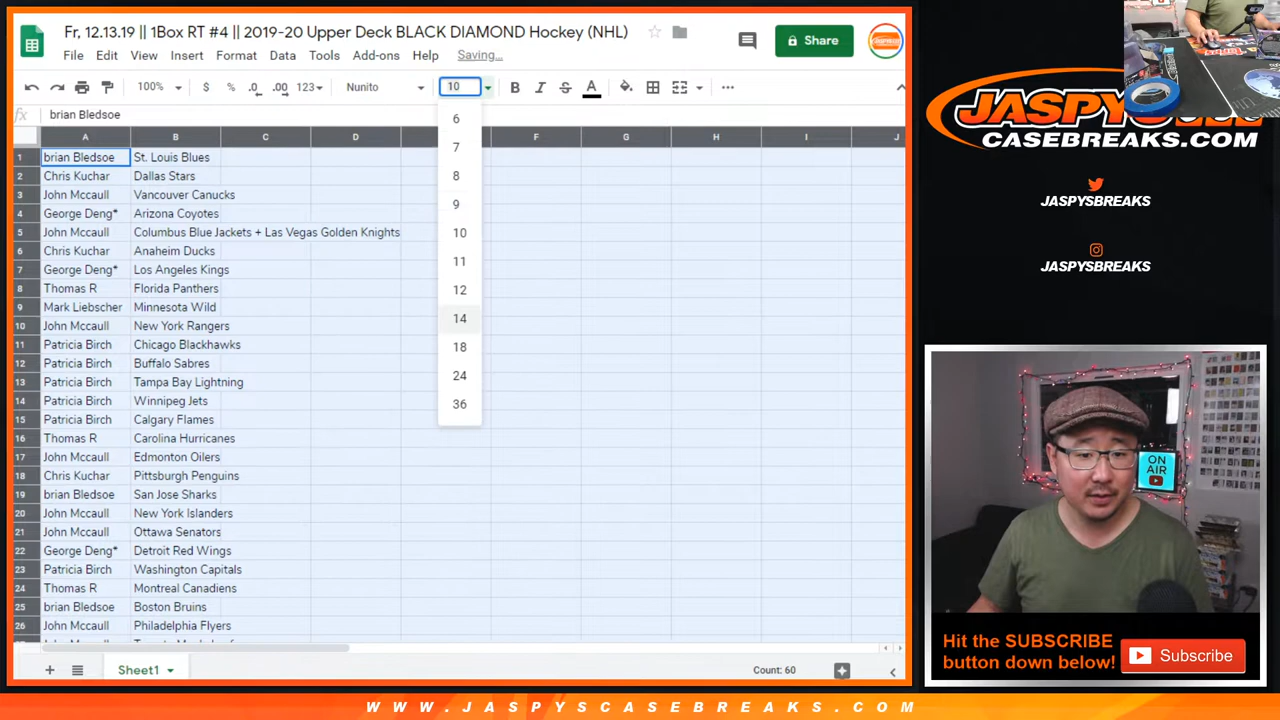 Fr, 12.13.19 || 1Box RT #4 || 2019-20 Upper Deck BLACK DIAMOND Hockey (NHL)
File Edit View Insert Format Data Tools Add-ons Help Saving...
Share
100% $ % .0 .00 123 Nunito 10 B I S A
fx brian Bledsoe
A B C D F G H I J
1 brian Bledsoe St. Louis Blues
2 Chris Kuchar Dallas Stars
3 John Mccaull Vancouver Canucks
4 George Deng* Arizona Coyotes
5 John Mccaull Columbus Blue Jackets + Las Vegas Golden Knights
6 Chris Kuchar Anaheim Ducks
7 George Deng* Los Angeles Kings
8 Thomas R Florida Panthers
9 Mark Liebscher Minnesota Wild
10 John Mccaull New York Rangers
11 Patricia Birch Chicago Blackhawks
12 Patricia Birch Buffalo Sabres
13 Patricia Birch Tampa Bay Lightning
14 Patricia Birch Winnipeg Jets
15 Patricia Birch Calgary Flames
16 Thomas R Carolina Hurricanes
17 John Mccaull Edmonton Oilers
18 Chris Kuchar Pittsburgh Penguins
19 brian Bledsoe San Jose Sharks
20 John Mccaull New York Islanders
21 John Mccaull Ottawa Senators
22 George Deng* Detroit Red Wings
23 Patricia Birch Washington Capitals
24 Thomas R Montreal Canadiens
25 brian Bledsoe Boston Bruins
26 John Mccaull Philadelphia Flyers
6
7
8
9
10
11
12
14
18
24
36
Sheet1
Count: 60
CASEBREAKS.COM
JASPYSBREAKS
JASPYSBREAKS
ON
AIR
Hit the SUBSCRIBE
button down below!
Subscribe
WWW.JASPYSCASEBREAKS.COM